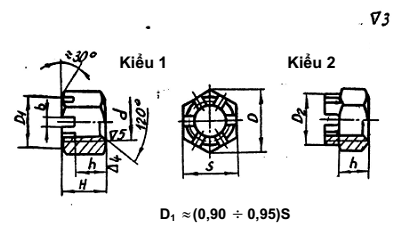 ∇3
≈30°
Kiểu 1
Kiểu 2
D₁
b
d
∇5
120°
D
D₂
h
∆4
H
S
h
D₁ ≈(0,90 ÷ 0,95)S